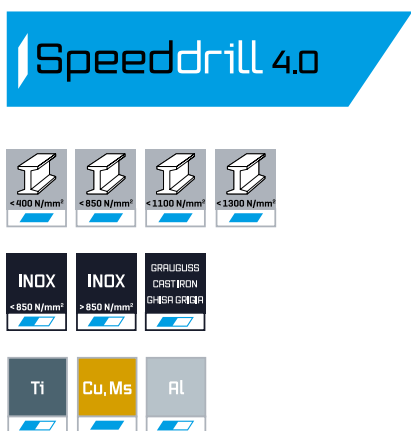 Speeddrill 4.0
<400 N/mm² <850 N/mm² <1100 N/mm² <1300 N/mm²
INOX INOX GRAUGUSS
CAST IRON
<850 N/mm² >850 N/mm² GHISA GRIGIA
Ti Cu, Ms Al